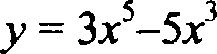 y = 3x⁵–5x³